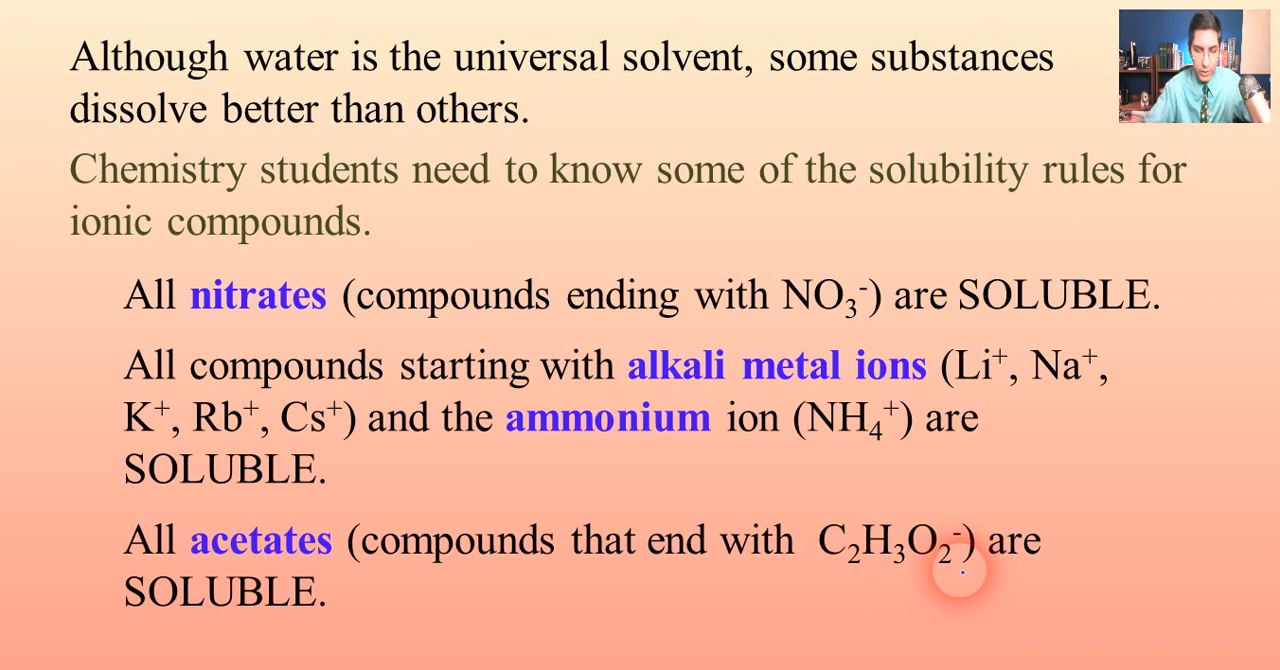 Although water is the universal solvent, some substances
dissolve better than others.
Chemistry students need to know some of the solubility rules for
ionic compounds.
All nitrates (compounds ending with NO₃⁻) are SOLUBLE.
All compounds starting with alkali metal ions (Li⁺, Na⁺,
K⁺, Rb⁺, Cs⁺) and the ammonium ion (NH₄⁺) are
SOLUBLE.
All acetates (compounds that end with C₂H₃O₂⁻) are
SOLUBLE.